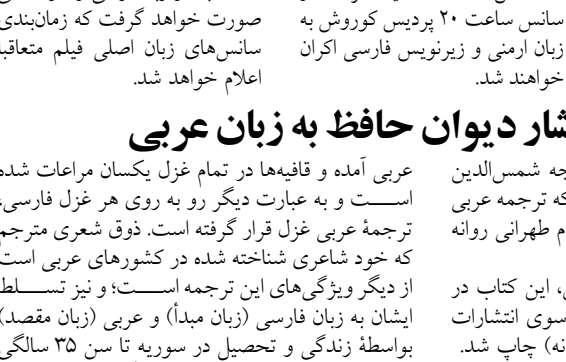 سانس ساعت ۲۰ پردیس کوروش به
زبان ارمنی و زیرنویس فارسی اکران
خواهند شد.
صورت خواهد گرفت که زمان‌بندی
سانس‌های زبان اصلی فیلم متعاقبا
اعلام خواهد شد.
شار دیوان حافظ به زبان عربی
جه شمس‌الدین
که ترجمه عربی
م طهرانی روانه
، این کتاب در
سوی انتشارات
نه) چاپ شد.
عربی آمده و قافیه‌ها در تمام غزل یکسان مراعات شده
است و به عبارت دیگر رو به روی هر غزل فارسی،
ترجمهٔ عربی غزل قرار گرفته است. ذوق شعری مترجم
که خود شاعری شناخته شده در کشورهای عربی است
از دیگر ویژگی‌های این ترجمه است؛ و نیز تسلط
ایشان به زبان فارسی (زبان مبدأ) و عربی (زبان مقصد)
بواسطهٔ زندگی و تحصیل در سوریه تا سن ۳۵ سالگی